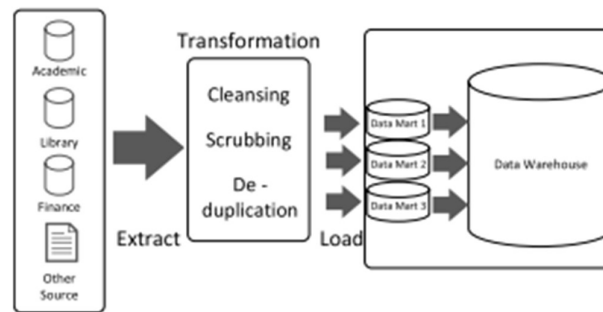 Academic
Library
Finance
Other
Source
Extract
Transformation
Cleansing
Scrubbing
De -
duplication
Load
Data Mart 1
Data Mart 2
Data Mart 3
Data Warehouse